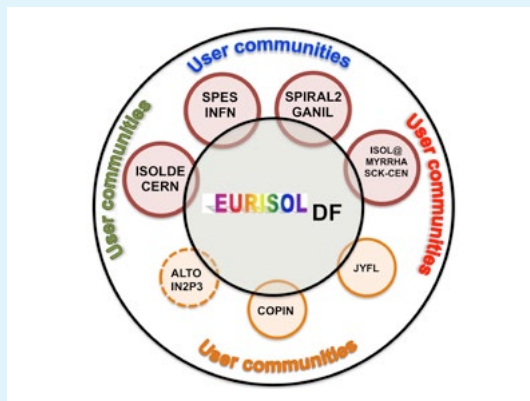 User communities
SPES
INFN
SPIRAL2
GANIL
User communities
User communities
ISOLDE
CERN
ISOL@
MYRRHA
SCK-CEN
EURISOL DF
ALTO
IN2P3
JYFL
COPIN
User communities